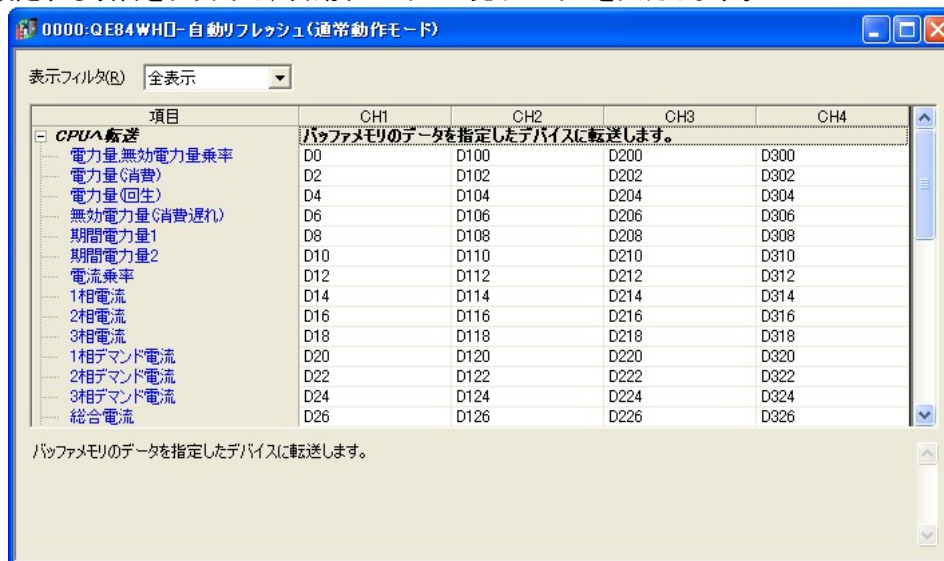 0000:QE84WH[]-自動リフレッシュ(通常動作モード)
表示フィルタ(R) 全表示
項目 CH1 CH2 CH3 CH4
CPUへ転送 バッファメモリのデータを指定したデバイスに転送します。
電力量,無効電力量乗率 D0 D100 D200 D300
電力量(消費) D2 D102 D202 D302
電力量(回生) D4 D104 D204 D304
無効電力量(消費遅れ) D6 D106 D206 D306
期間電力量1 D8 D108 D208 D308
期間電力量2 D10 D110 D210 D310
電流乗率 D12 D112 D212 D312
1相電流 D14 D114 D214 D314
2相電流 D16 D116 D216 D316
3相電流 D18 D118 D218 D318
1相デマンド電流 D20 D120 D220 D320
2相デマンド電流 D22 D122 D222 D322
3相デマンド電流 D24 D124 D224 D324
総合電流 D26 D126 D226 D326
バッファメモリのデータを指定したデバイスに転送します。